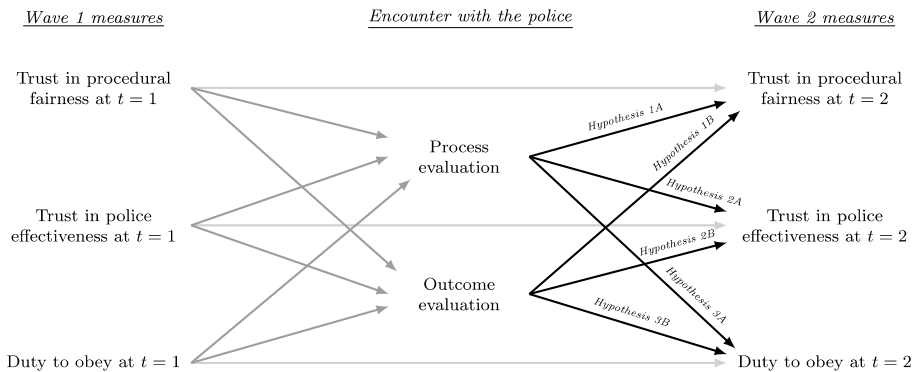 Wave 1 measures
Encounter with the police
Wave 2 measures
Trust in procedural
fairness at t = 1
Trust in procedural
fairness at t = 2
Hypothesis 1A
Hypothesis 1B
Process
evaluation
Hypothesis 2A
Trust in police
effectiveness at t = 1
Trust in police
effectiveness at t = 2
Hypothesis 2B
Outcome
evaluation
Hypothesis 3A
Hypothesis 3B
Duty to obey at t = 1
Duty to obey at t = 2